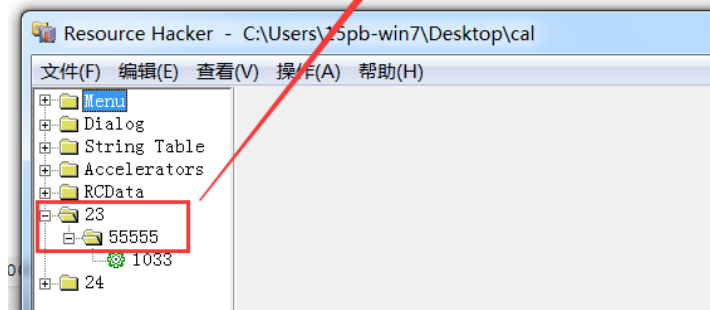 Resource Hacker - C:\Users\15pb-win7\Desktop\cal
文件(F) 编辑(E) 查看(V) 操作(A) 帮助(H)
Menu
Dialog
String Table
Accelerators
RCData
23
55555
1033
24